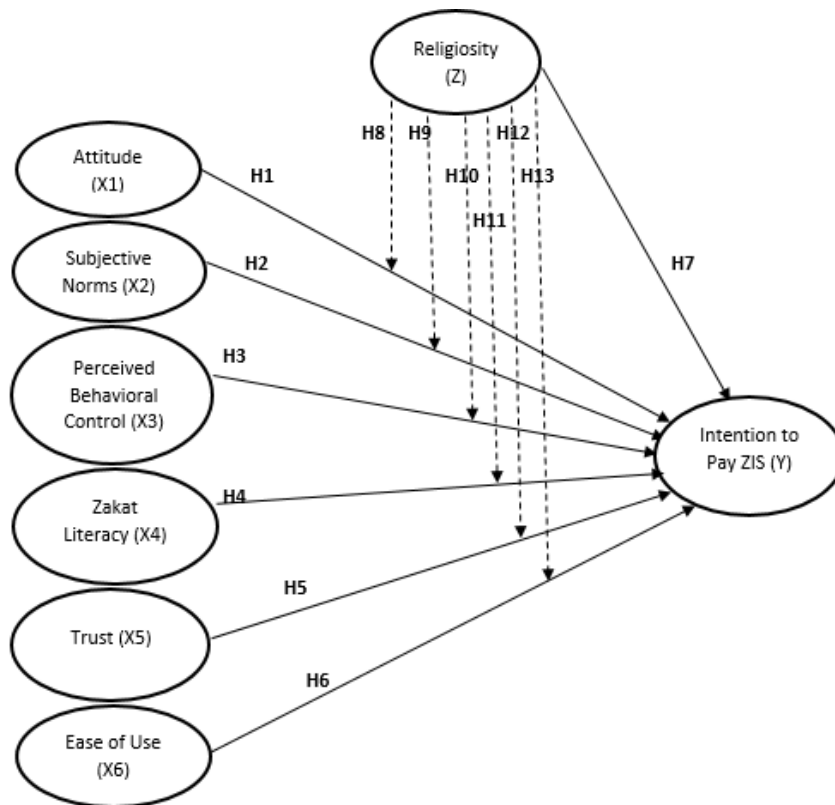 Religiosity
(Z)
H8
H9
H12
H10
H13
H11
Attitude
(X1)
H1
Subjective
Norms (X2)
H2
H7
Perceived
Behavioral
Control (X3)
H3
Intention to
Pay ZIS (Y)
Zakat
Literacy (X4)
H4
Trust (X5)
H5
Ease of Use
(X6)
H6